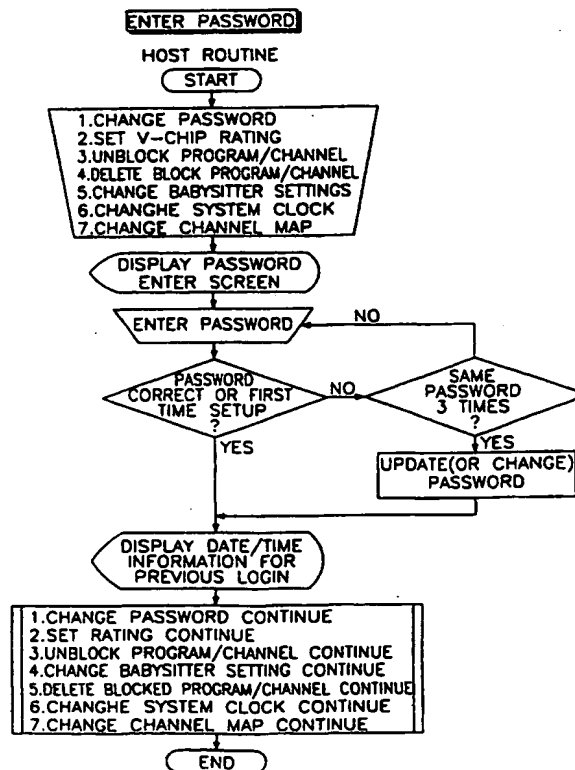 ENTER PASSWORD
HOST ROUTINE
START
1.CHANGE PASSWORD
2.SET V-CHIP RATING
3.UNBLOCK PROGRAM/CHANNEL
4.DELETE BLOCK PROGRAM/CHANNEL
5.CHANGE BABYSITTER SETTINGS
6.CHANGHE SYSTEM CLOCK
7.CHANGE CHANNEL MAP
DISPLAY PASSWORD
ENTER SCREEN
ENTER PASSWORD
NO
PASSWORD
CORRECT OR FIRST
TIME SETUP
?
NO
SAME
PASSWORD
3 TIMES
?
YES
YES
UPDATE(OR CHANGE)
PASSWORD
DISPLAY DATE/TIME
INFORMATION FOR
PREVIOUS LOGIN
1.CHANGE PASSWORD CONTINUE
2.SET RATING CONTINUE
3.UNBLOCK PROGRAM/CHANNEL CONTINUE
4.CHANGE BABYSITTER SETTING CONTINUE
5.DELETE BLOCKED PROGRAM/CHANNEL CONTINUE
6.CHANGHE SYSTEM CLOCK CONTINUE
7.CHANGE CHANNEL MAP CONTINUE
END